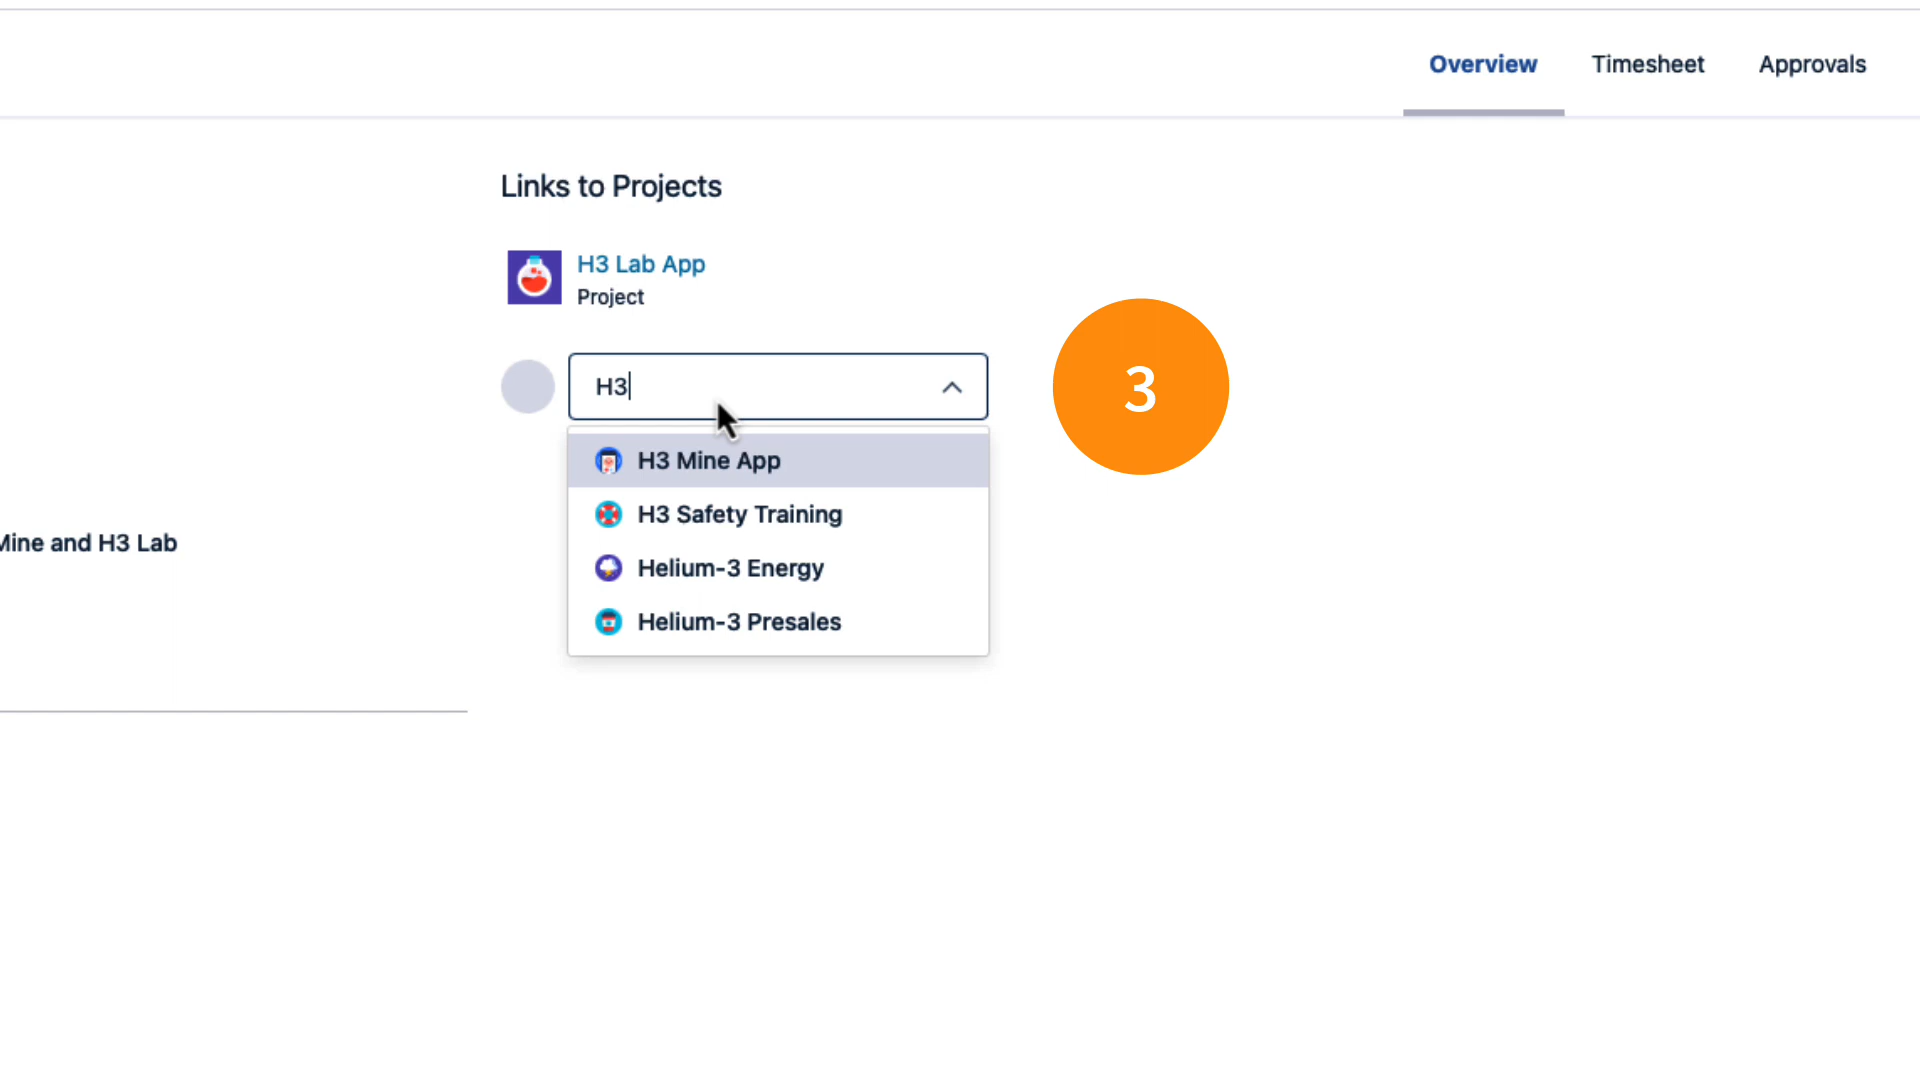 Overview Timesheet Approvals
Links to Projects
H3 Lab App
Project
H3
3
H3 Mine App
H3 Safety Training
Helium-3 Energy
Helium-3 Presales
Mine and H3 Lab